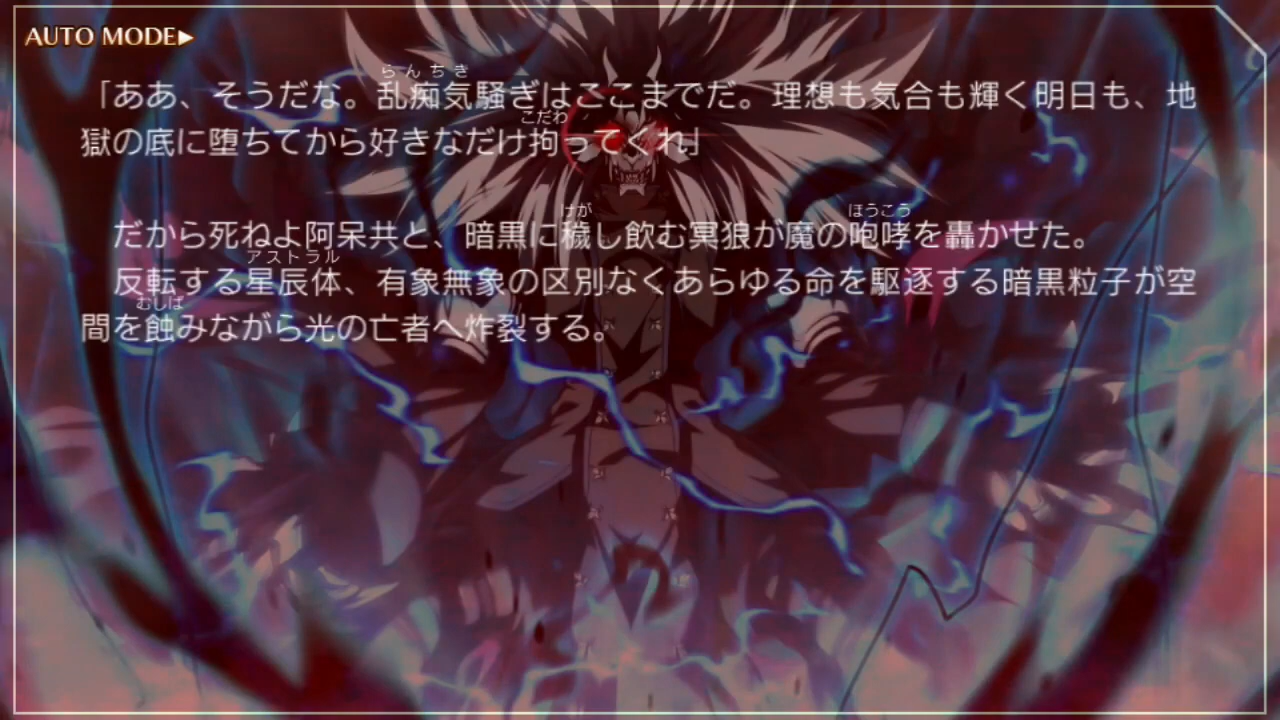 AUTO MODE▶
らんちき
「ああ、そうだな。乱痴気騒ぎはここまでだ。理想も気合も輝く明日も、地
こだわ
獄の底に堕ちてから好きなだけ拘ってくれ」
けが ほうこう
だから死ねよ阿呆共と、暗黒に穢し飲む冥狼が魔の咆哮を轟かせた。
アストラル
反転する星辰体、有象無象の区別なくあらゆる命を駆逐する暗黒粒子が空
むしば
間を蝕みながら光の亡者へ炸裂する。